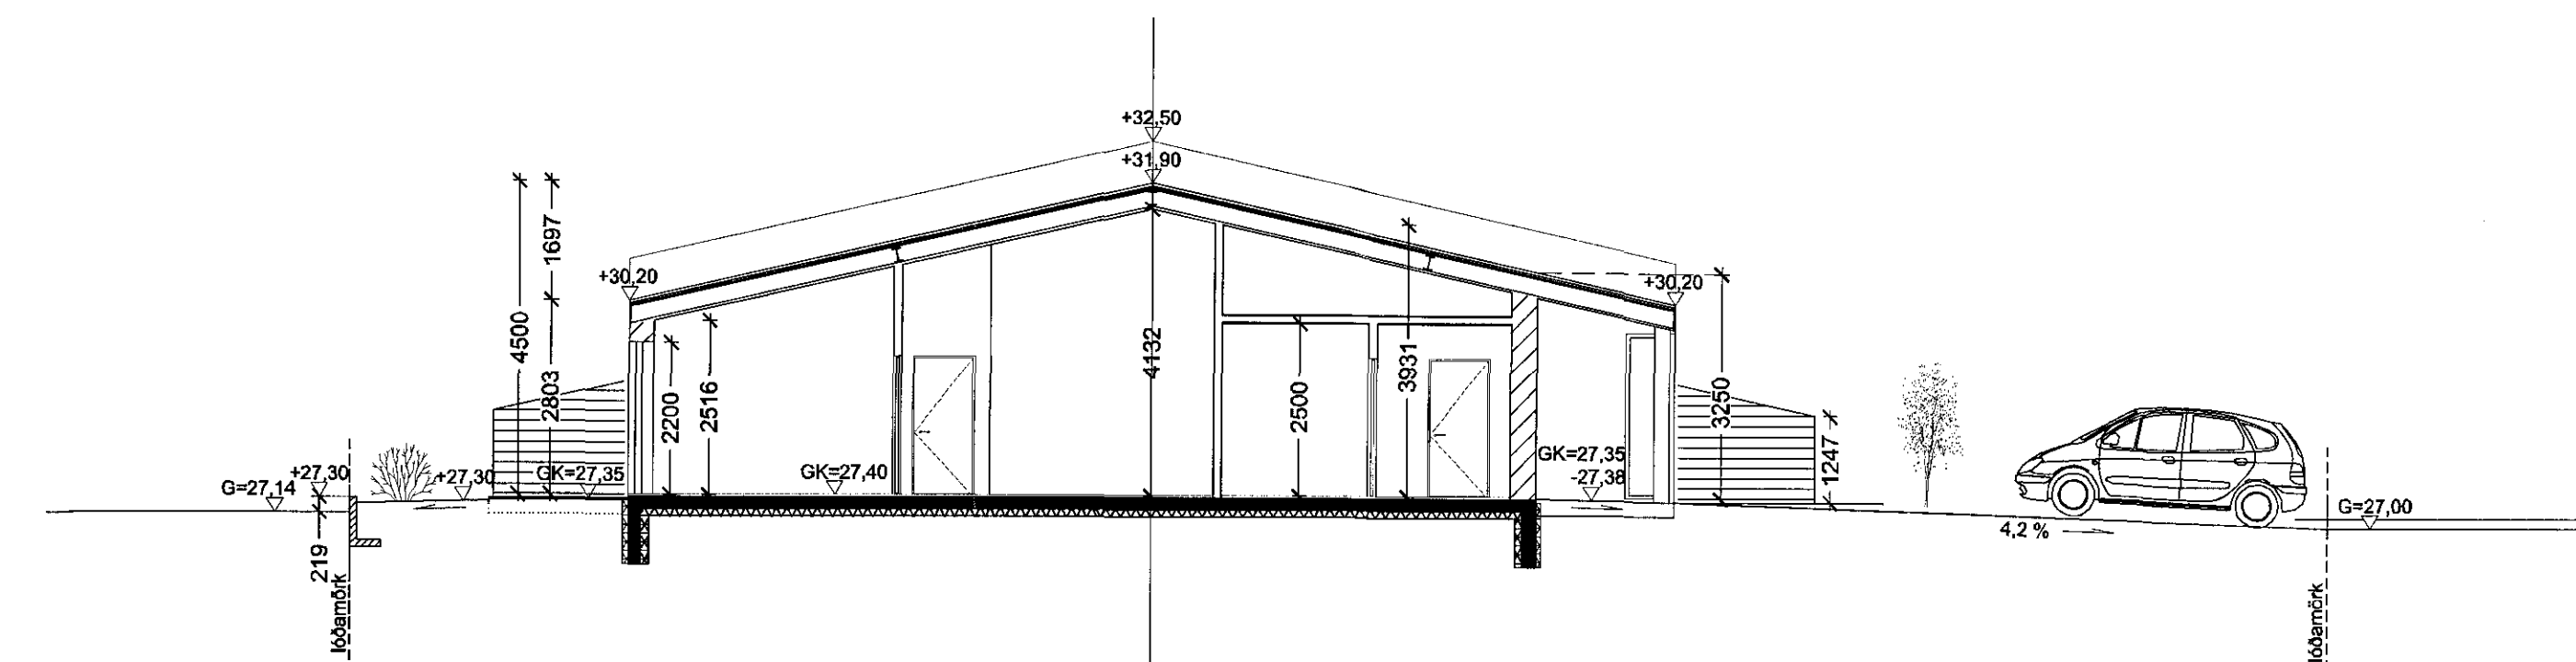 +32,50
+31,90
+30,20
+30,20
1697
4500
2803
2200
2516
4132
2500
3931
3250
1247
+27,30
G=27,14
+27,30
GK=27,35
GK=27,40
GK=27,35
-27,38
219
4,2 %
G=27,00
lóðamörk
lóðamörk